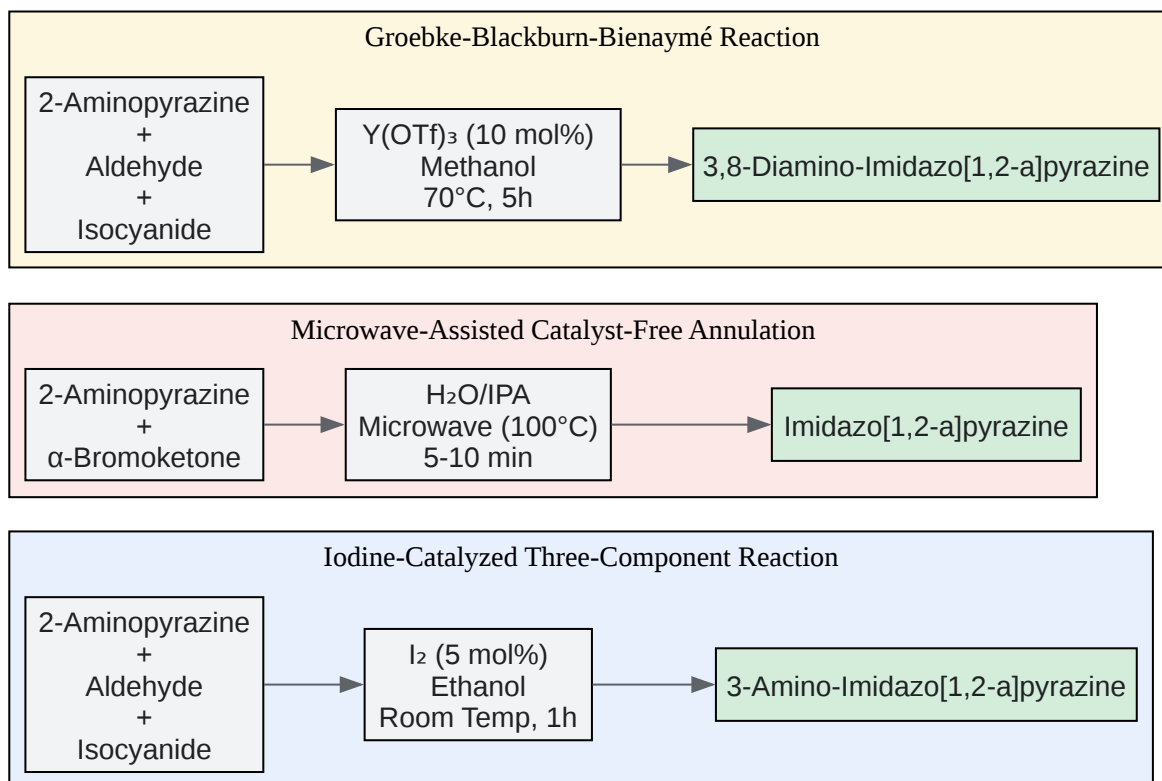 Groebke-Blackburn-Bienaymé Reaction
2-Aminopyrazine
+
Aldehyde
+
Isocyanide
Y(OTf)₃ (10 mol%)
Methanol
70°C, 5h
3,8-Diamino-Imidazo[1,2-a]pyrazine
Microwave-Assisted Catalyst-Free Annulation
2-Aminopyrazine
+
α-Bromoketone
H₂O/IPA
Microwave (100°C)
5-10 min
Imidazo[1,2-a]pyrazine
Iodine-Catalyzed Three-Component Reaction
2-Aminopyrazine
+
Aldehyde
+
Isocyanide
I₂ (5 mol%)
Ethanol
Room Temp, 1h
3-Amino-Imidazo[1,2-a]pyrazine